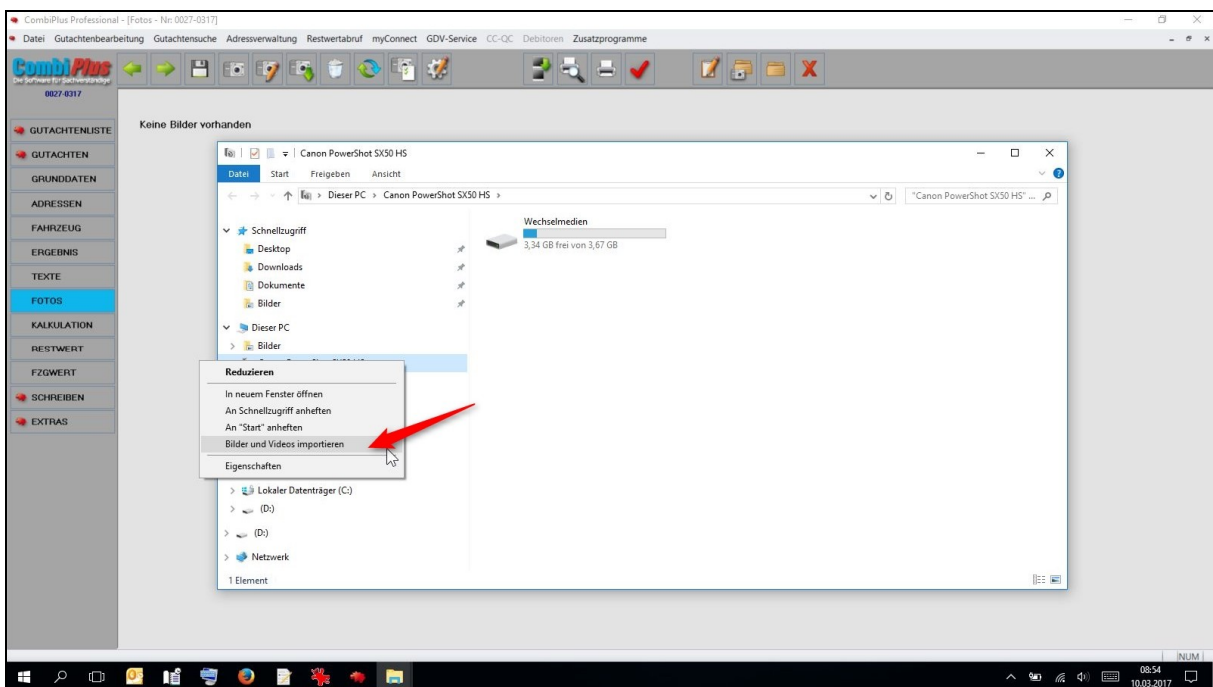 CombiPlus Professional - [Fotos - Nr: 0027-0317]
Datei Gutachtenbearbeitung Gutachtensuche Adressverwaltung Restwertabruf myConnect GDV-Service CC-QC Debitoren Zusatzprogramme
CombiPlus
Die Software für Sachverständige
0027-0317
Keine Bilder vorhanden
GUTACHTENLISTE
GUTACHTEN
GRUNDDATEN
ADRESSEN
FAHRZEUG
ERGEBNIS
TEXTE
FOTOS
KALKULATION
RESTWERT
FZGWERT
SCHREIBEN
EXTRAS
Canon PowerShot SX50 HS
Datei Start Freigeben Ansicht
Dieser PC > Canon PowerShot SX50 HS >
"Canon PowerShot SX50 HS" ...
Schnellzugriff
Desktop
Downloads
Dokumente
Bilder
Dieser PC
Bilder
Wechselmedien
3,34 GB frei von 3,67 GB
Reduzieren
In neuem Fenster öffnen
An Schnellzugriff anheften
An "Start" anheften
Bilder und Videos importieren
Eigenschaften
Lokaler Datenträger (C:)
(D:)
(D:)
Netzwerk
1 Element
NUM
08:54
10.03.2017